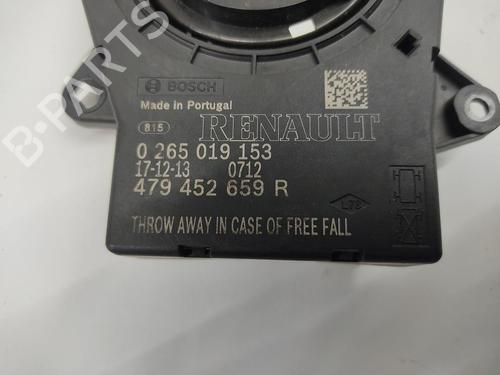 B-PARTS
BOSCH
Made in Portugal
815
RENAULT
0 265 019 153
17-12-13 0712
479 452 659 R
L78
THROW AWAY IN CASE OF FREE FALL